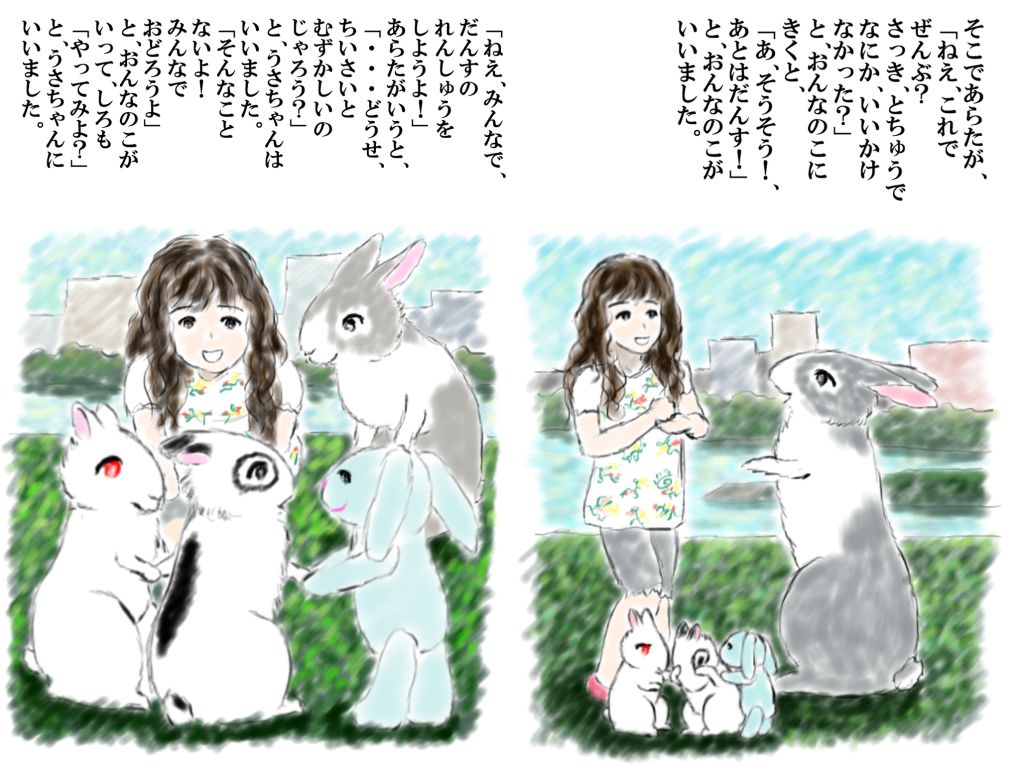 そこであらたが、
「ねえ、これで
ぜんぶ？
さっき、とちゅうで
なにか、いいかけ
なかった？」
と、おんなのこに
きくと、
「あ、そうそう！、
あとはだんす！」
と、おんなのこが
いいました。
「ねえ、みんなで、
だんすの
れんしゅうを
しようよ！」
あらたがいうと、
「・・・どうせ、
ちいさいと
むずかしいの
じゃろう？」
と、うさちゃんは
いいました。
「そんなこと
ないよ！
みんなで
おどろうよ」
と、おんなのこが
いって、しろも
「やってみよ？」
と、うさちゃんに
いいました。